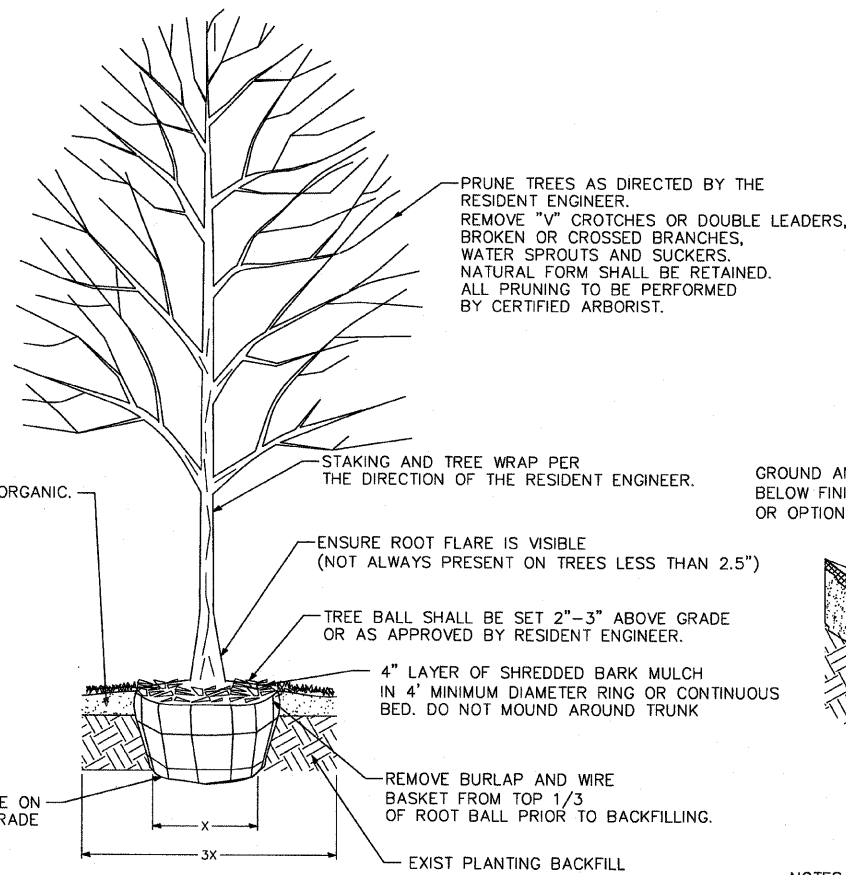 PRUNE TREES AS DIRECTED BY THE
RESIDENT ENGINEER.
REMOVE "V" CROTCHES OR DOUBLE LEADERS,
BROKEN OR CROSSED BRANCHES,
WATER SPROUTS AND SUCKERS.
NATURAL FORM SHALL BE RETAINED.
ALL PRUNING TO BE PERFORMED
BY CERTIFIED ARBORIST.
STAKING AND TREE WRAP PER
THE DIRECTION OF THE RESIDENT ENGINEER.
ORGANIC.
GROUND
BELOW
OR
ENSURE ROOT FLARE IS VISIBLE
(NOT ALWAYS PRESENT ON TREES LESS THAN 2.5")
TREE BALL SHALL BE SET 2"-3" ABOVE GRADE
OR AS APPROVED BY RESIDENT ENGINEER.
4" LAYER OF SHREDDED BARK MULCH
IN 4' MINIMUM DIAMETER RING OR CONTINUOUS
BED. DO NOT MOUND AROUND TRUNK
REMOVE BURLAP AND WIRE
BASKET FROM TOP 1/3
OF ROOT BALL PRIOR TO BACKFILLING.
ON
X
3X
EXIST PLANTING BACKFILL